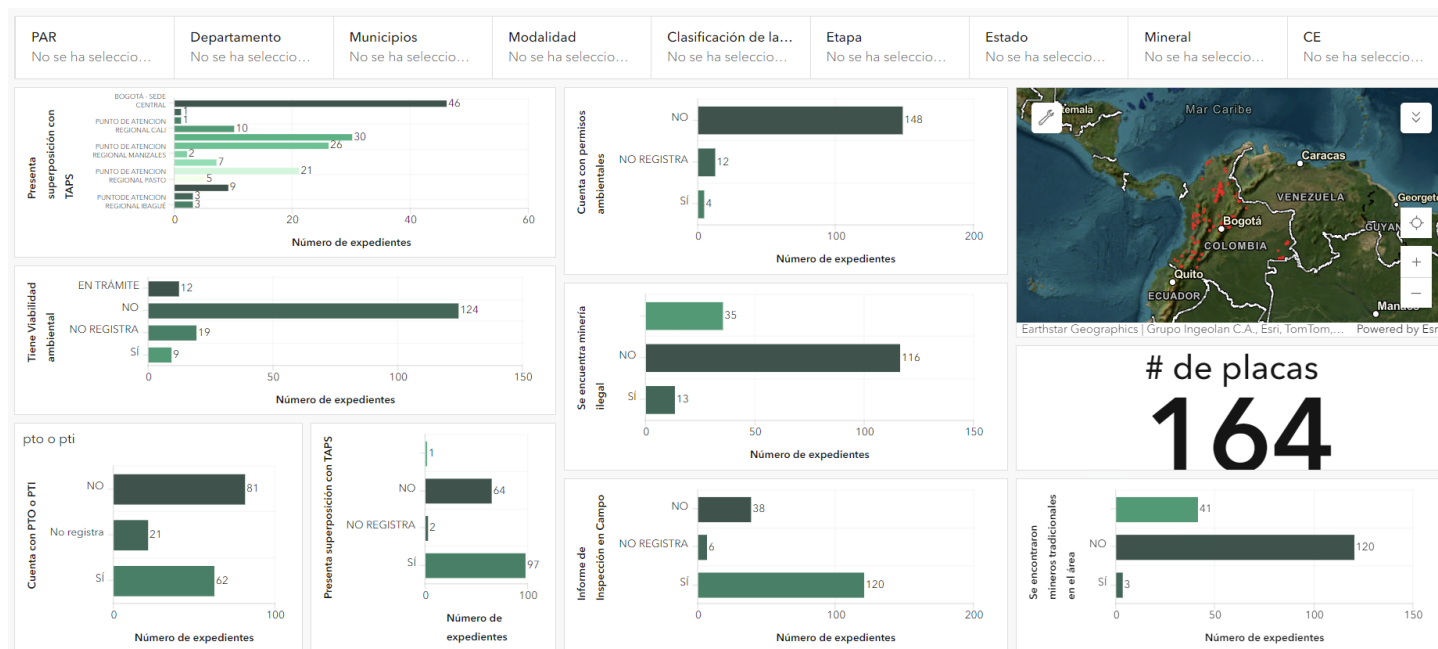 PAR
No se ha seleccio...
Departamento
No se ha seleccio...
Municipios
No se ha seleccio...
Modalidad
No se ha seleccio...
Clasificación de la...
No se ha seleccio...
Etapa
No se ha seleccio...
Estado
No se ha seleccio...
Mineral
No se ha seleccio...
CE
No se ha seleccio...
Presenta
superposición con
TAPS
BOGOTÁ - SEDE
CENTRAL
PUNTO DE ATENCION
REGIONAL CALI
PUNTO DE ATENCION
REGIONAL MANIZALES
PUNTO DE ATENCION
REGIONAL PASTO
PUNTODE ATENCION
REGIONAL IBAGUÉ
46
1
1
10
30
26
2
7
21
5
9
3
3
0 20 40 60
Número de expedientes
Cuenta con permisos
ambientales
NO 148
NO REGISTRA 12
SÍ 4
0 100 200
Número de expedientes
temala
Mar Caribe
Caracas
VENEZUELA
Georget
Bogotá
GUYAN
COLOMBIA
Quito
ECUADOR
Mana
Earthstar Geographics | Grupo Ingeolan C.A., Esri, TomTom,...
Powered by Esr
Tiene Viabilidad
ambiental
EN TRÁMITE 12
NO 124
NO REGISTRA 19
SÍ 9
0 50 100 150
Número de expedientes
Se encuentra minería
ilegal
35
NO 116
SÍ 13
0 50 100 150
Número de expedientes
# de placas
164
pto o pti
Cuenta con PTO o PTI
NO 81
No registra 21
SÍ 62
0 100
Número de expedientes
Presenta superposición con TAPS
1
NO 64
NO REGISTRA 2
SÍ 97
0 100
Número de
expedientes
Informe de
Inspección en Campo
NO 38
NO REGISTRA 6
SÍ 120
0 100 200
Número de expedientes
Se encontraron
mineros tradicionales
en el área
41
NO 120
SÍ 3
0 50 100 150
Número de expedientes